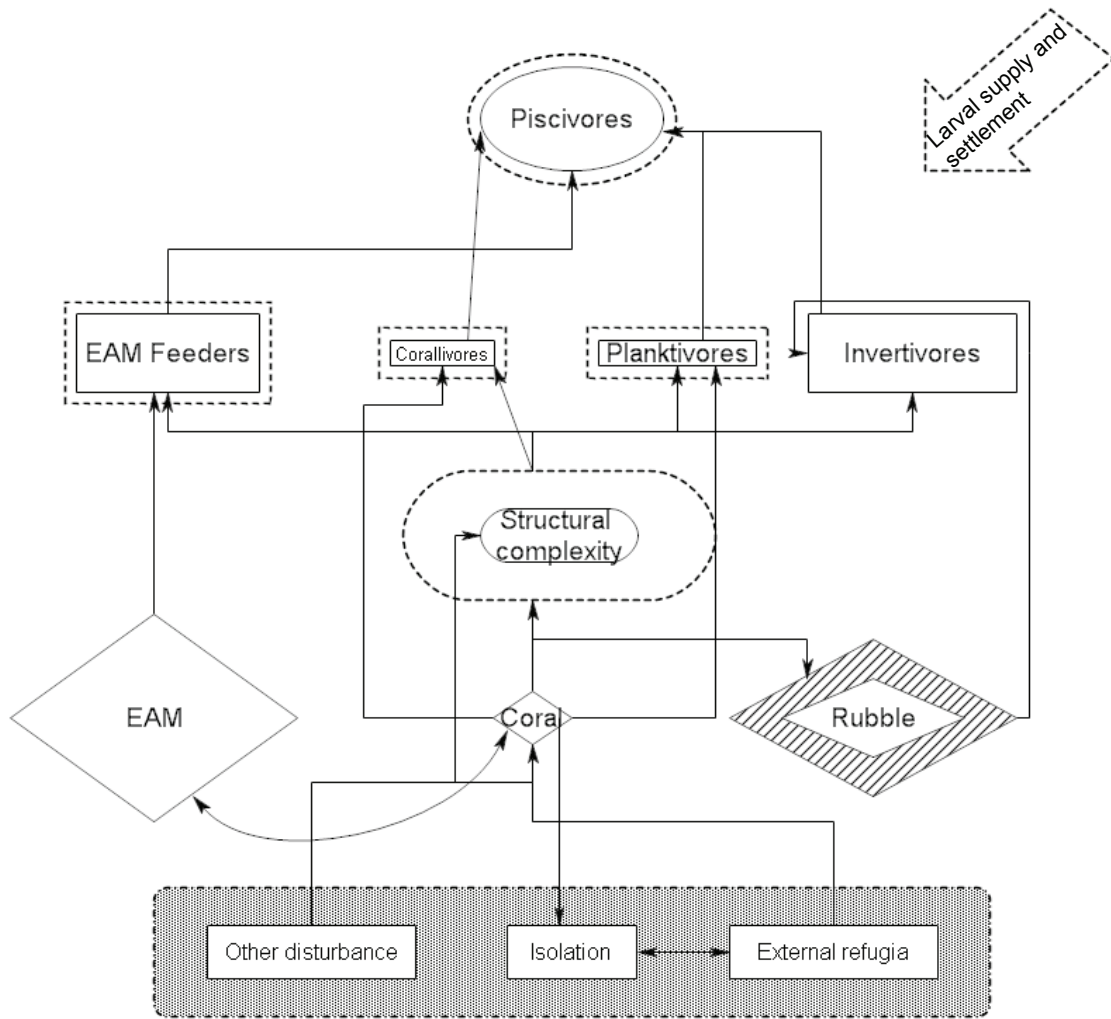 Larval supply and
settlement
Piscivores
EAM Feeders
Corallivores
Planktivores
Invertivores
Structural
complexity
EAM
Coral
Rubble
Other disturbance
Isolation
External refugia